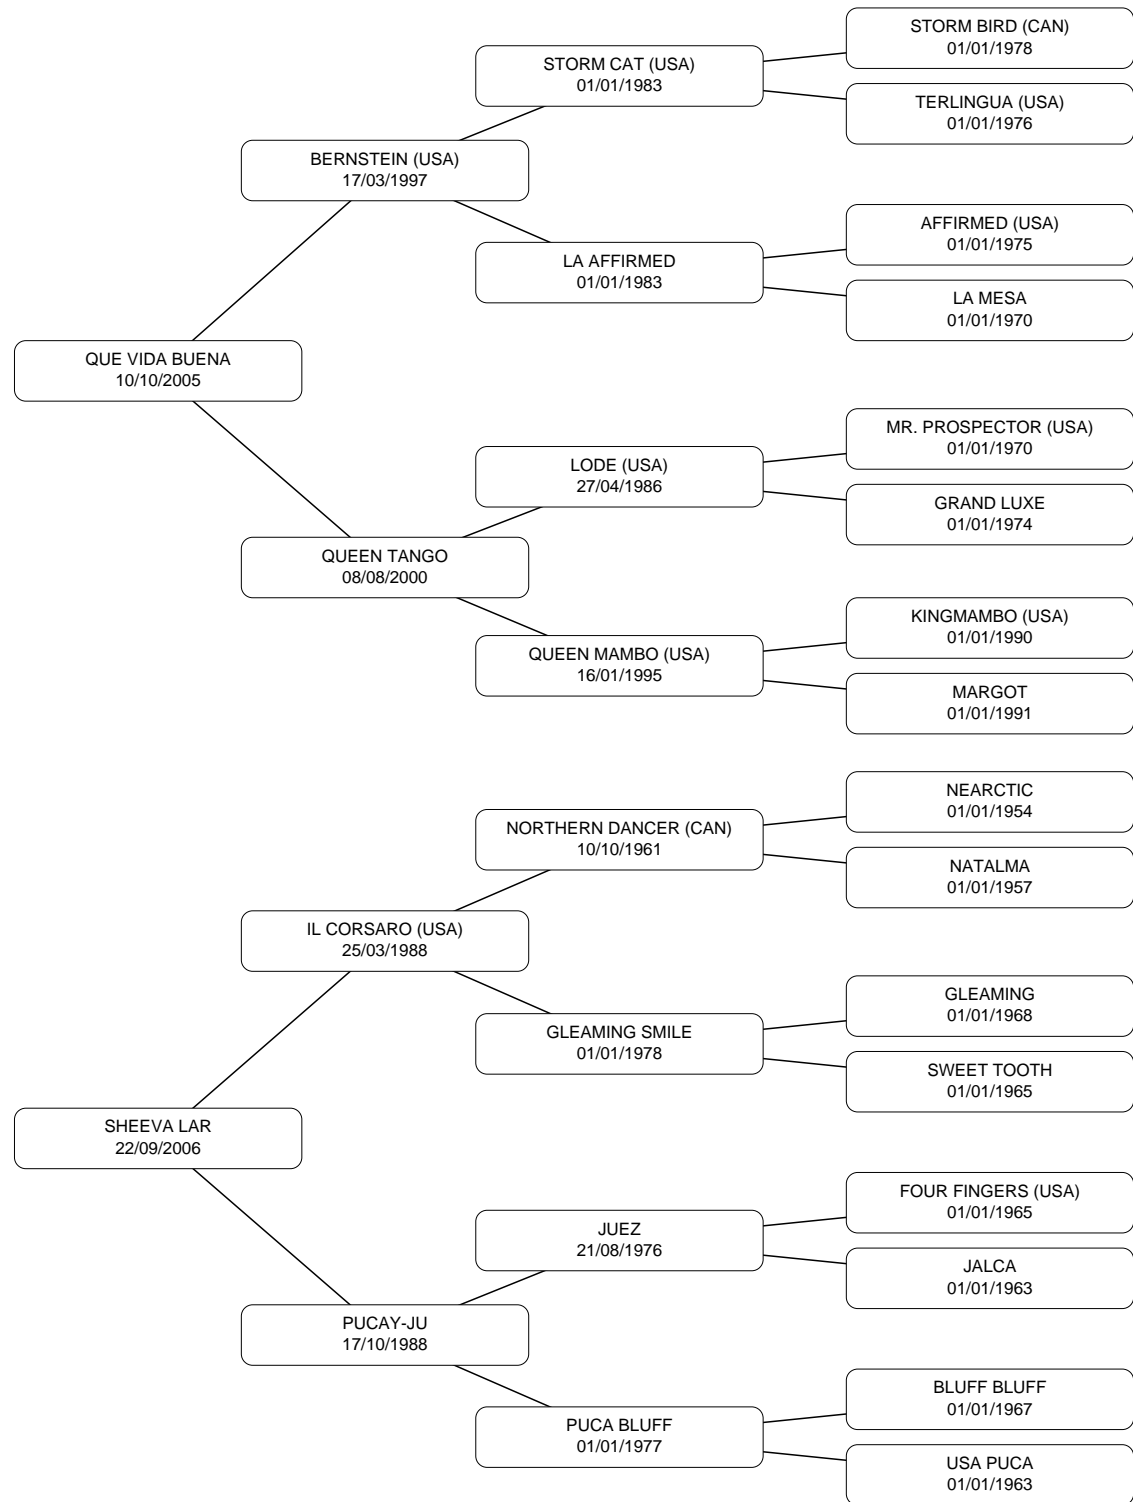 STORM BIRD (CAN)
01/01/1978
STORM CAT (USA)
01/01/1983
TERLINGUA (USA)
01/01/1976
BERNSTEIN (USA)
17/03/1997
AFFIRMED (USA)
01/01/1975
LA AFFIRMED
01/01/1983
LA MESA
01/01/1970
QUE VIDA BUENA
10/10/2005
MR. PROSPECTOR (USA)
01/01/1970
LODE (USA)
27/04/1986
GRAND LUXE
01/01/1974
QUEEN TANGO
08/08/2000
KINGMAMBO (USA)
01/01/1990
QUEEN MAMBO (USA)
16/01/1995
MARGOT
01/01/1991
NEARCTIC
01/01/1954
NORTHERN DANCER (CAN)
10/10/1961
NATALMA
01/01/1957
IL CORSARO (USA)
25/03/1988
GLEAMING
01/01/1968
GLEAMING SMILE
01/01/1978
SWEET TOOTH
01/01/1965
SHEEVA LAR
22/09/2006
FOUR FINGERS (USA)
01/01/1965
JUEZ
21/08/1976
JALCA
01/01/1963
PUCAY-JU
17/10/1988
BLUFF BLUFF
01/01/1967
PUCA BLUFF
01/01/1977
USA PUCA
01/01/1963